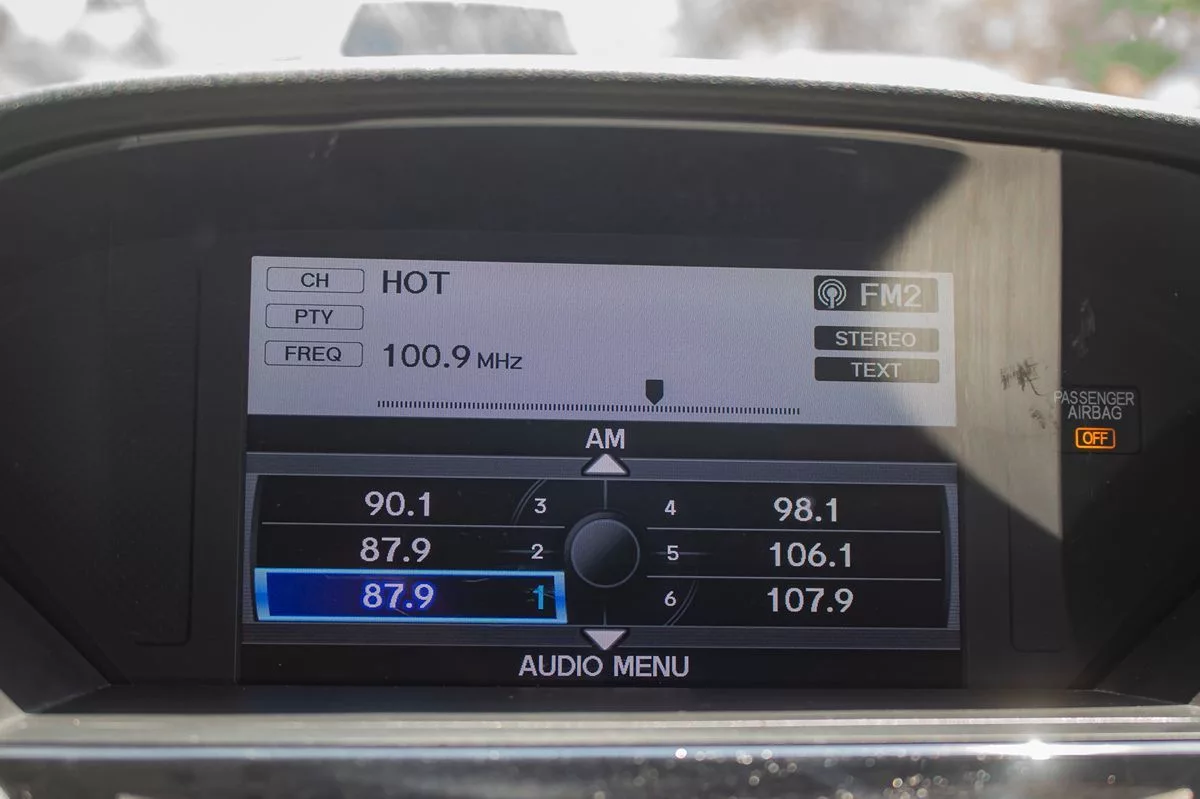 CH HOT FM2
PTY STEREO
FREQ 100.9 MHz TEXT
PASSENGER
AIRBAG
OFF
AM
90.1 3 4 98.1
87.9 2 5 106.1
87.9 1 6 107.9
AUDIO MENU